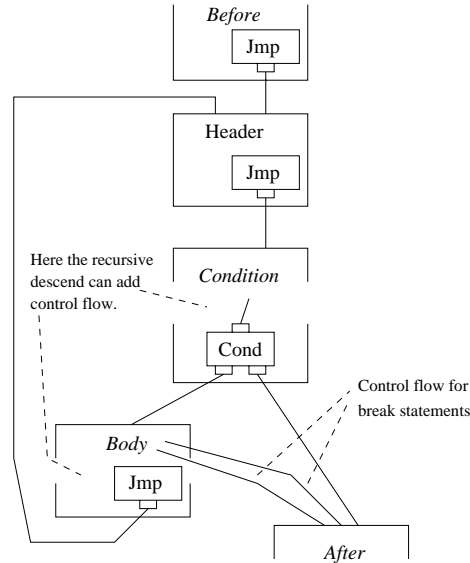 Before
Jmp
Header
Jmp
Here the recursive
descend can add
control flow.
Condition
Cond
Control flow for
break statements
Body
Jmp
After